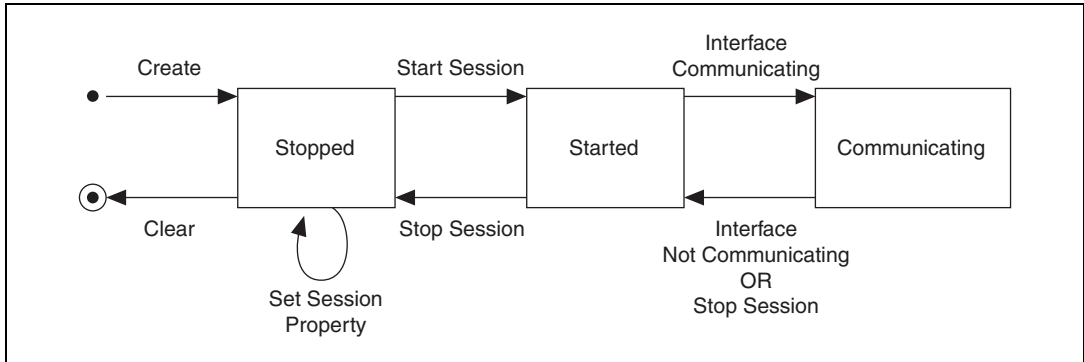 Create
Start Session
Interface
Communicating
Stopped
Started
Communicating
Clear
Stop Session
Interface
Not Communicating
OR
Stop Session
Set Session
Property